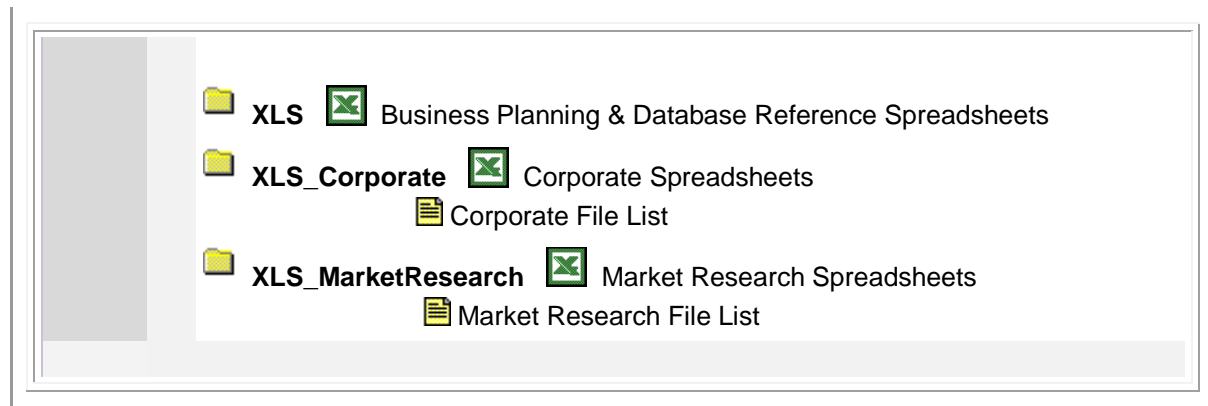 XLS Business Planning & Database Reference Spreadsheets
XLS_Corporate Corporate Spreadsheets
Corporate File List
XLS_MarketResearch Market Research Spreadsheets
Market Research File List